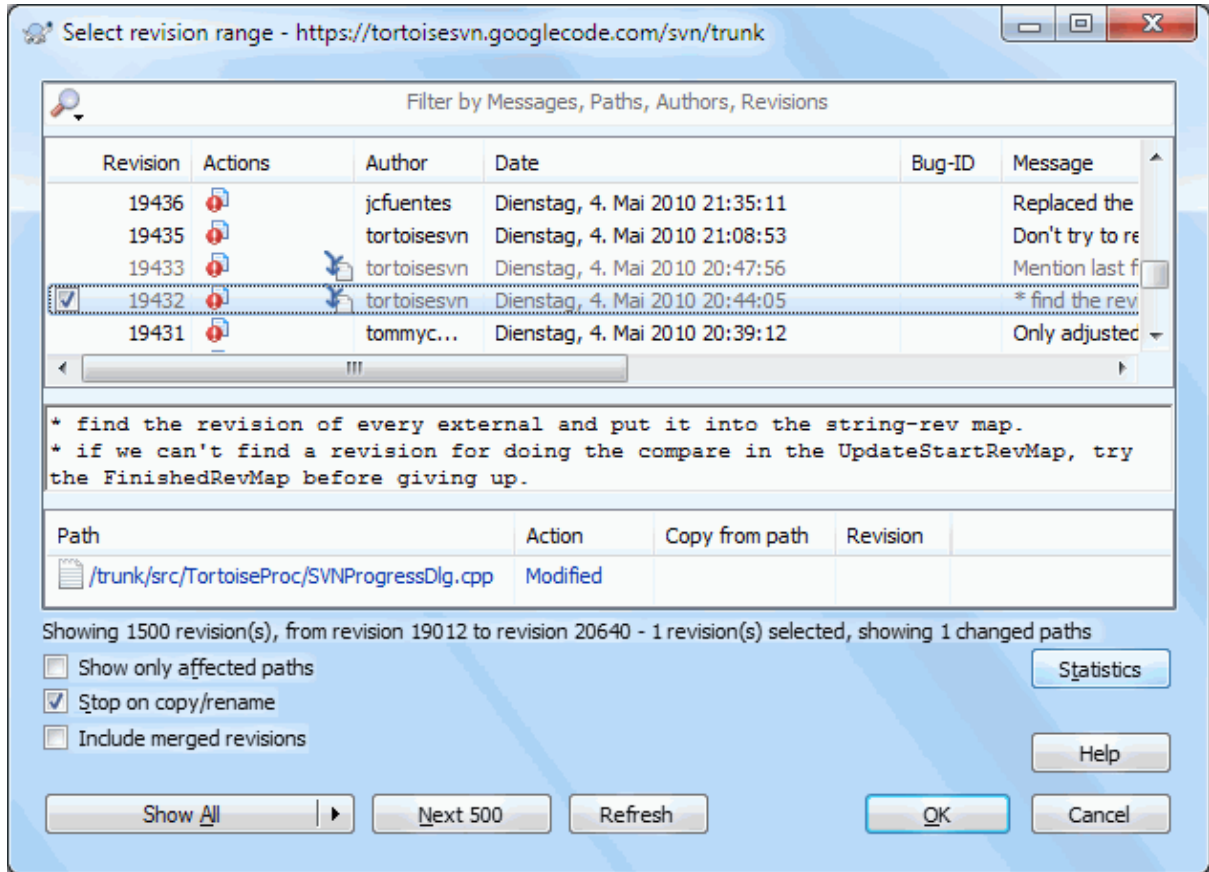 Select revision range - https://tortoisesvn.googlecode.com/svn/trunk
Filter by Messages, Paths, Authors, Revisions
Revision Actions Author Date Bug-ID Message
19436 jcfuentes Dienstag, 4. Mai 2010 21:35:11 Replaced the
19435 tortoisesvn Dienstag, 4. Mai 2010 21:08:53 Don't try to re
19433 tortoisesvn Dienstag, 4. Mai 2010 20:47:56 Mention last f
19432 tortoisesvn Dienstag, 4. Mai 2010 20:44:05 * find the rev
19431 tommyc... Dienstag, 4. Mai 2010 20:39:12 Only adjusted
* find the revision of every external and put it into the string-rev map.
* if we can't find a revision for doing the compare in the UpdateStartRevMap, try
the FinishedRevMap before giving up.
Path Action Copy from path Revision
/trunk/src/TortoiseProc/SVNProgressDlg.cpp Modified
Showing 1500 revision(s), from revision 19012 to revision 20640 - 1 revision(s) selected, showing 1 changed paths
Show only affected paths
Statistics
Stop on copy/rename
Include merged revisions
Help
Show All Next 500 Refresh OK Cancel